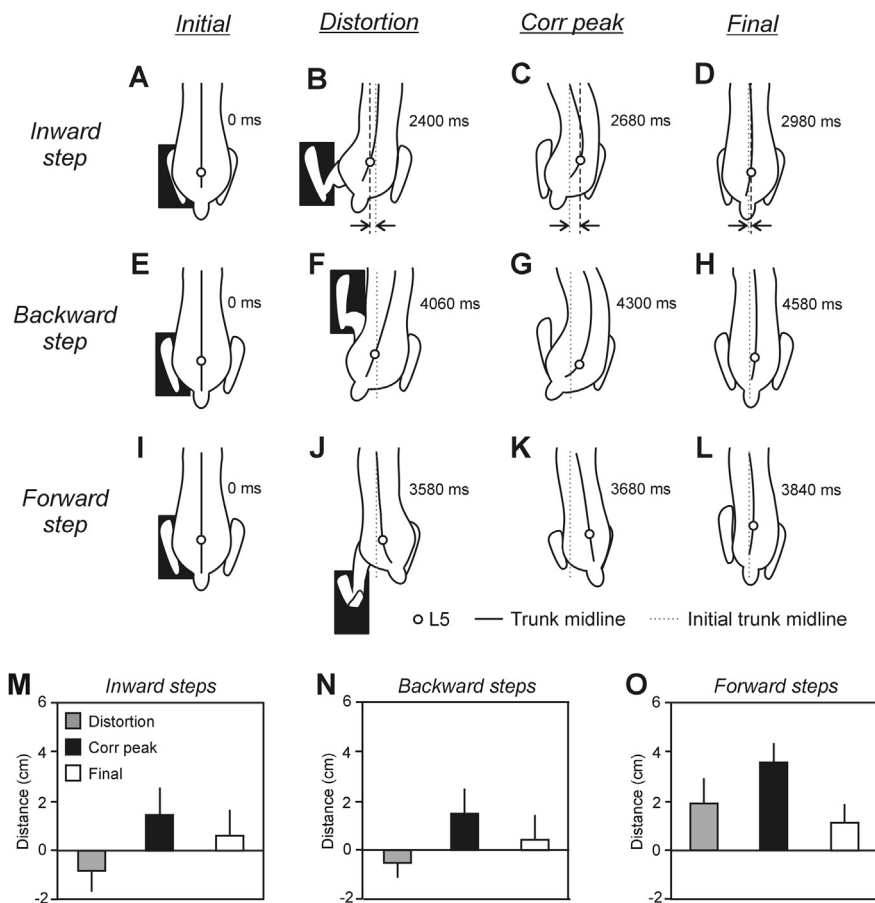 Initial Distortion Corr peak Final
A B C D
Inward
step
0 ms 2400 ms 2680 ms 2980 ms
E F G H
Backward
step
0 ms 4060 ms 4300 ms 4580 ms
I J K L
Forward
step
0 ms 3580 ms 3680 ms 3840 ms
L5 Trunk midline Initial trunk midline
M Inward steps N Backward steps O Forward steps
6 6 6
Distortion
Corr peak
Final
4 4 4
2 2 2
0 0 0
-2 -2 -2
Distance (cm) Distance (cm) Distance (cm)